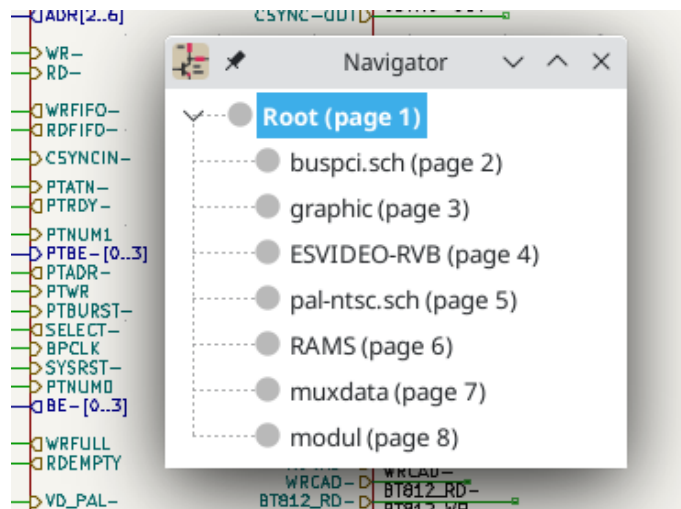 ADR[2..6]
CSYNC-OUT
WR-
RD-
WRFIFO-
RDFIFO-
CSYNCIN-
PTATN-
PTRDY-
PTNUM1
PTBE-[0..3]
PTADR-
PTWR
PTBURST-
SELECT-
BPCLK
SYSRST-
PTNUM0
BE-[0..3]
WRFULL
RDEMPTY
VD_PAL-
Navigator
Root (page 1)
buspci.sch (page 2)
graphic (page 3)
ESVIDEO-RVB (page 4)
pal-ntsc.sch (page 5)
RAMS (page 6)
muxdata (page 7)
modul (page 8)
WRCAD-
WRCAD-
BT812_RD-
BT812_RD-